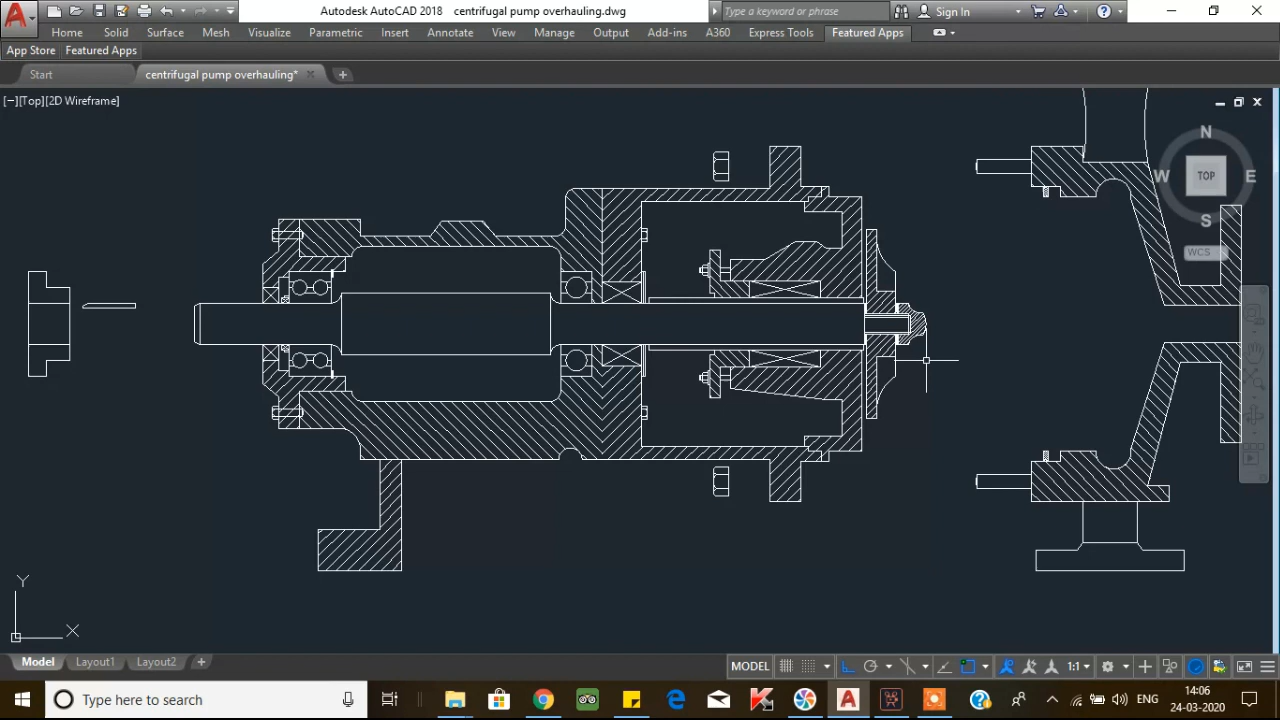 Autodesk AutoCAD 2018 centrifugal pump overhauling.dwg
Type a keyword or phrase
Sign In
Home Solid Surface Mesh Visualize Parametric Insert Annotate View Manage Output Add-ins A360 Express Tools Featured Apps
App Store Featured Apps
Start
centrifugal pump overhauling*
[−][Top][2D Wireframe]
N
W TOP E
S
WCS
Y
X
Model Layout1 Layout2
MODEL
1:1
Type here to search
ENG
14:06
24-03-2020